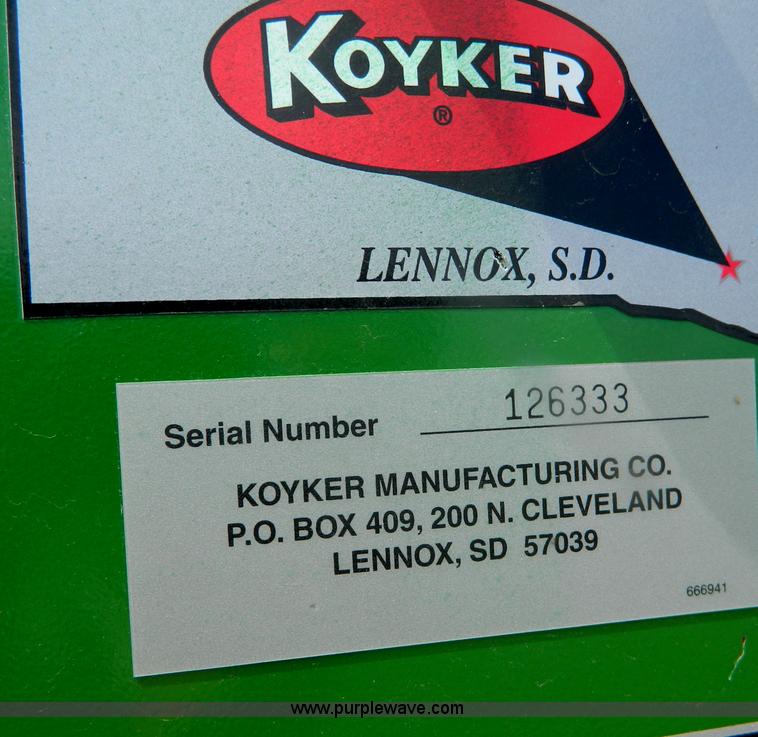 KOYKER
®
LENNOX, S.D.
Serial Number 126333
KOYKER MANUFACTURING CO.
P.O. BOX 409, 200 N. CLEVELAND
LENNOX, SD 57039
666941
www.purplewave.com